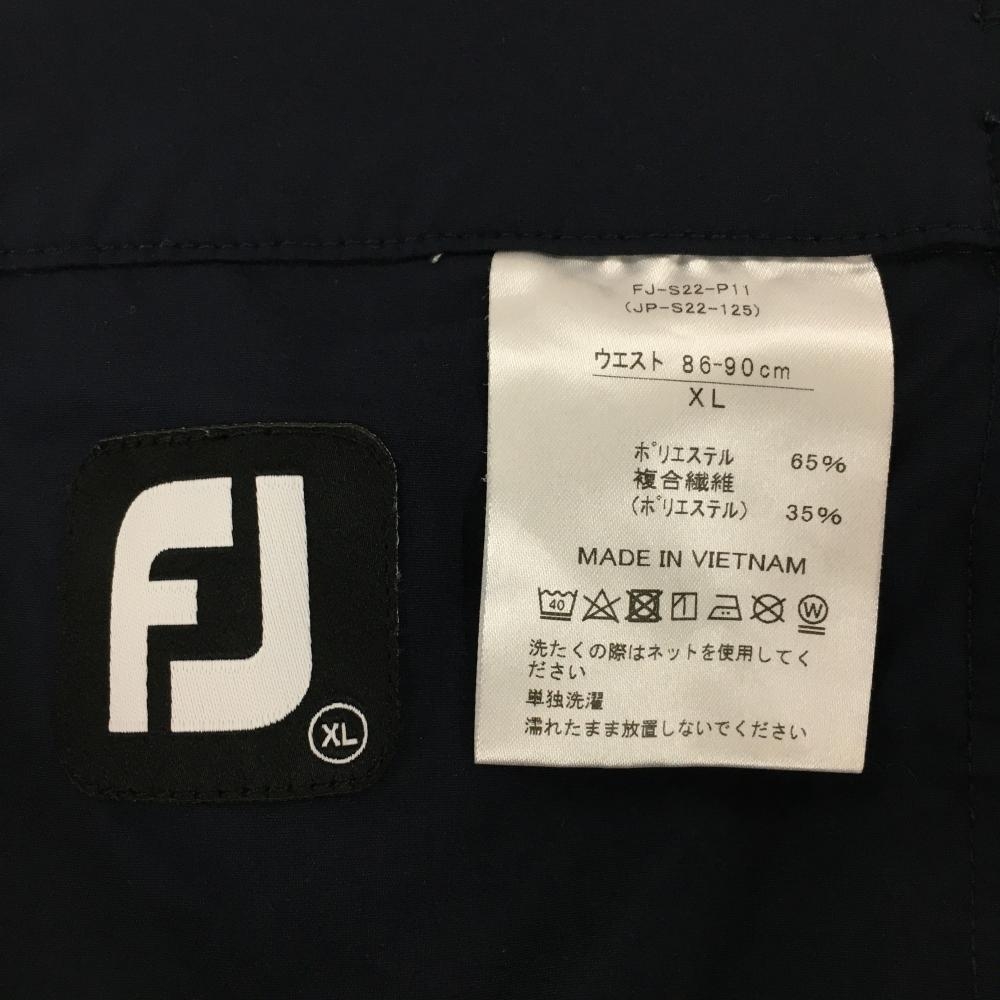 FJ
XL
FJ-S22-P11
(JP-S22-125)
ウエスト 86-90cm
XL
ポリエステル 65%
複合繊維
(ポリエステル) 35%
MADE IN VIETNAM
40
W
洗たくの際はネットを使用してく
ださい
単独洗濯
濡れたまま放置しないでください